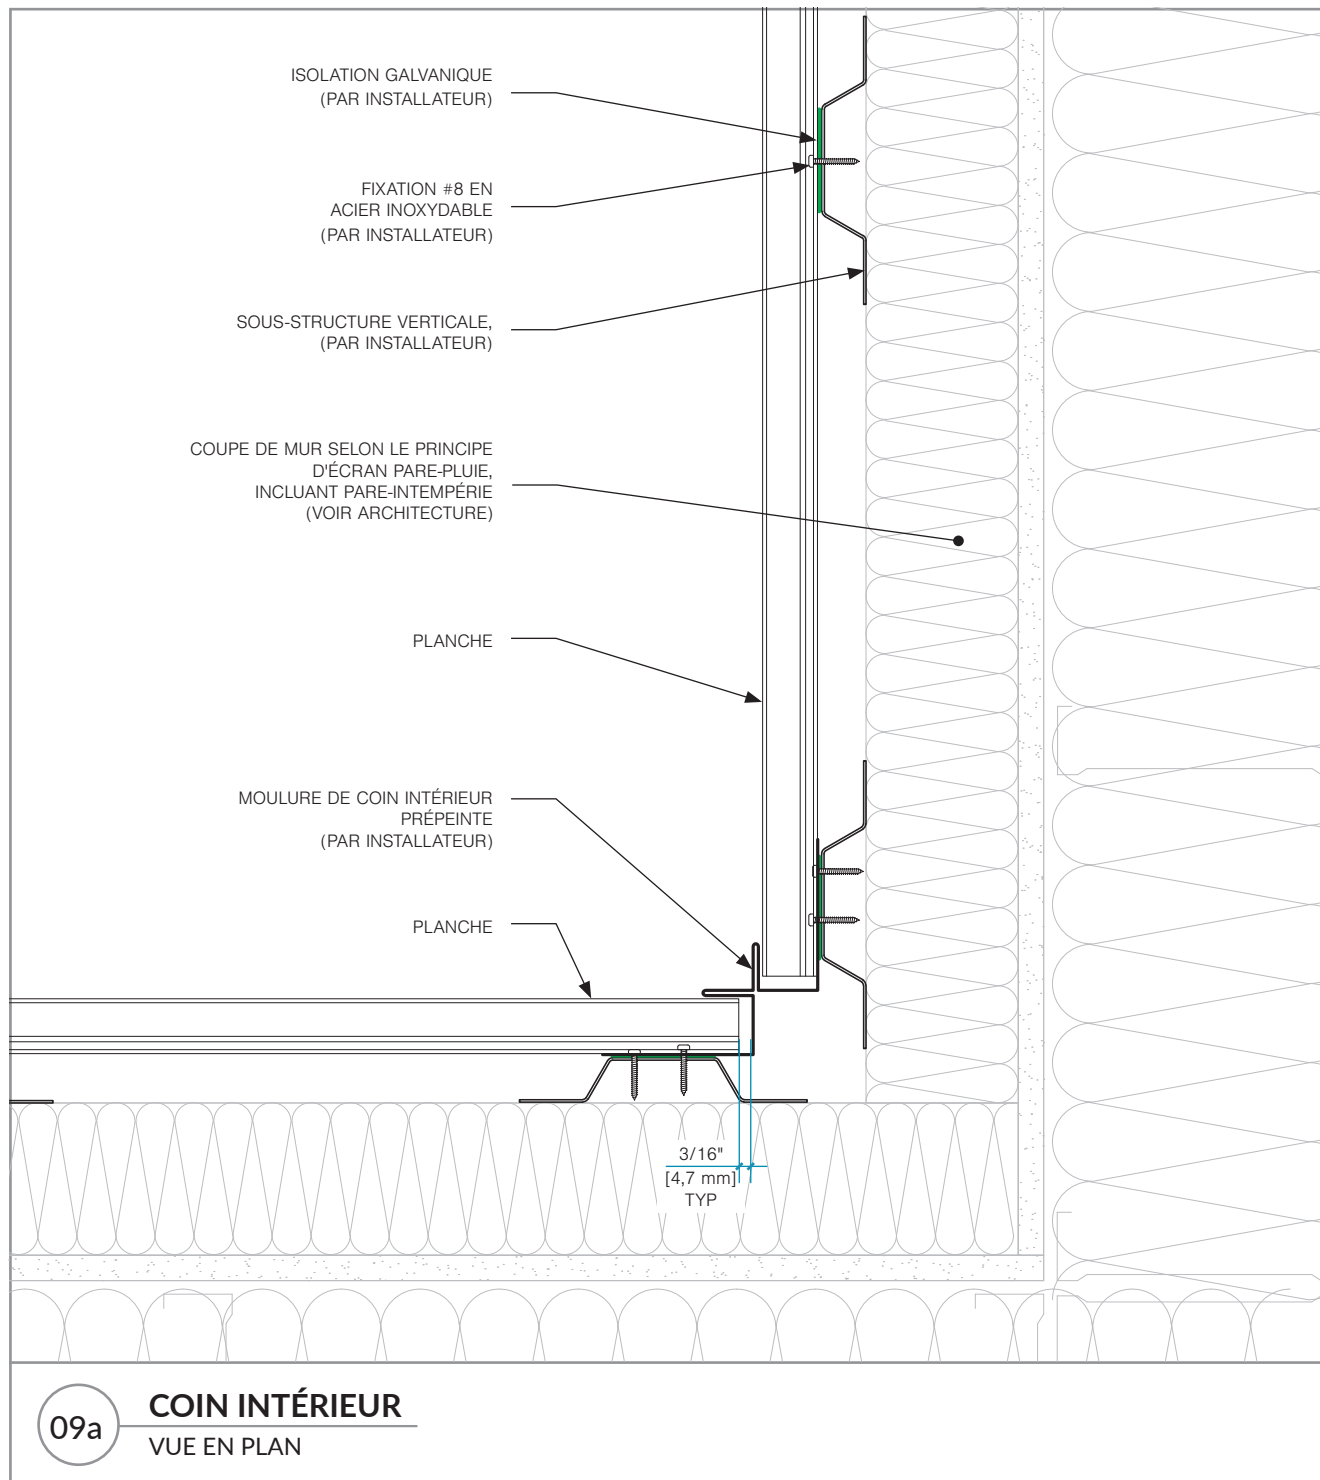 ISOLATION GALVANIQUE
(PAR INSTALLATEUR)
FIXATION #8 EN
ACIER INOXYDABLE
(PAR INSTALLATEUR)
SOUS-STRUCTURE VERTICALE,
(PAR INSTALLATEUR)
COUPE DE MUR SELON LE PRINCIPE
D'ÉCRAN PARE-PLUIE,
INCLUANT PARE-INTEMPÉRIE
(VOIR ARCHITECTURE)
PLANCHE
MOULURE DE COIN INTÉRIEUR
PRÉPEINTE
(PAR INSTALLATEUR)
PLANCHE
3/16"
[4,7 mm]
TYP
09a
COIN INTÉRIEUR
VUE EN PLAN